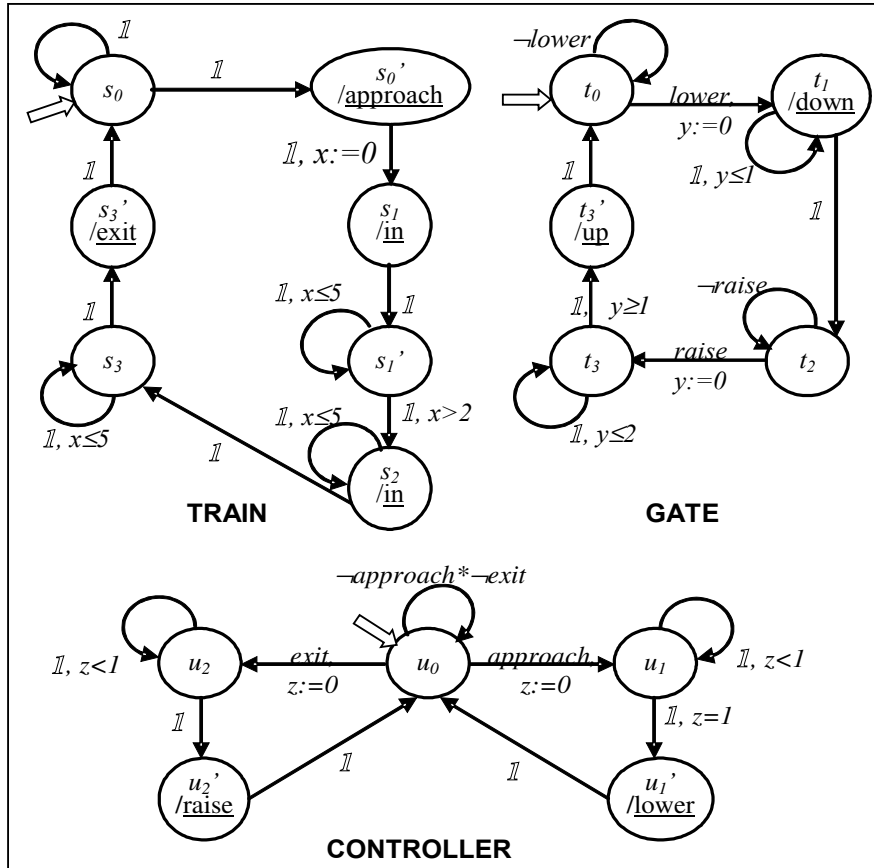 𝟙
s₀
𝟙
s₀’
/approach
𝟙, x:=0
𝟙
s₃’
/exit
s₁
/in
𝟙
𝟙, x≤5
𝟙
s₃
s₁’
𝟙, x≤5
𝟙
𝟙, x≤5
𝟙, x>2
s₂
/in
TRAIN
¬lower
t₀
lower,
y:=0
t₁
/down
𝟙, y≤1
𝟙
t₃’
/up
𝟙
𝟙, y≥1
¬raise
t₃
raise
y:=0
t₂
𝟙, y≤2
GATE
¬approach*¬exit
u₂
𝟙, z<1
exit,
z:=0
u₀
approach,
z:=0
u₁
𝟙, z<1
𝟙
𝟙, z=1
u₂’
/raise
𝟙
𝟙
u₁’
/lower
CONTROLLER